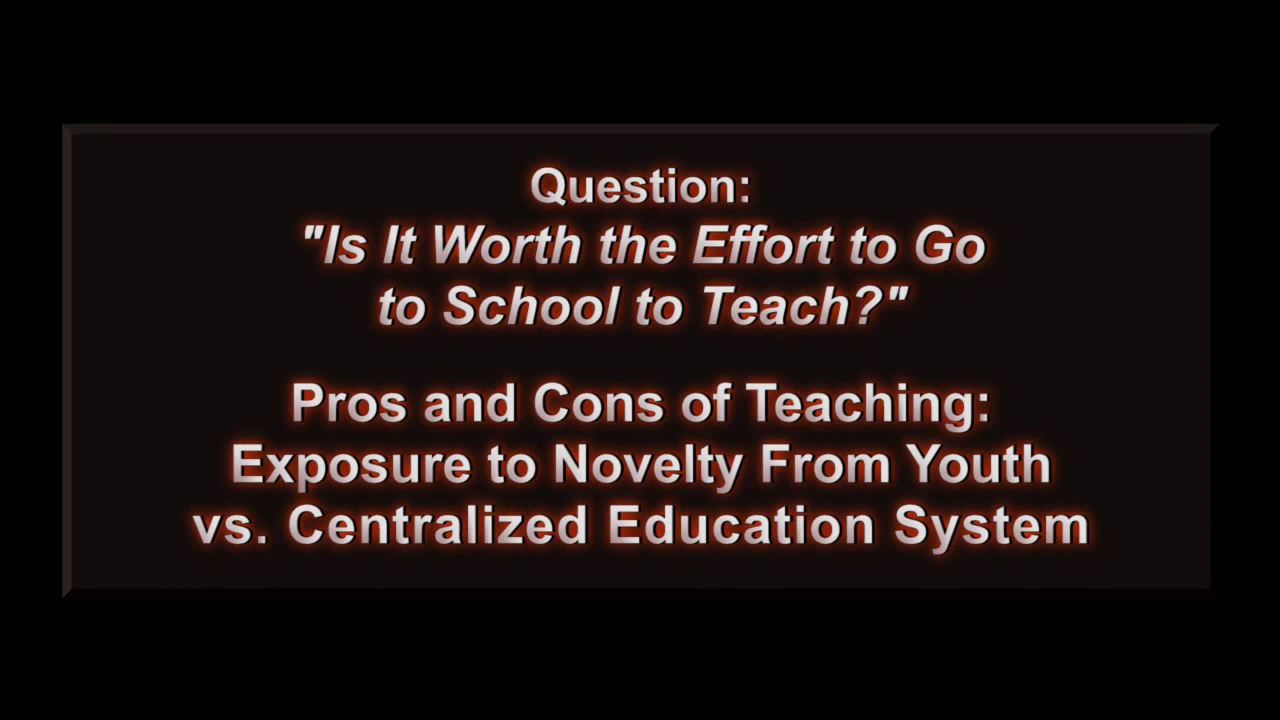 Question:
"Is It Worth the Effort to Go
to School to Teach?"
Pros and Cons of Teaching:
Exposure to Novelty From Youth
vs. Centralized Education System